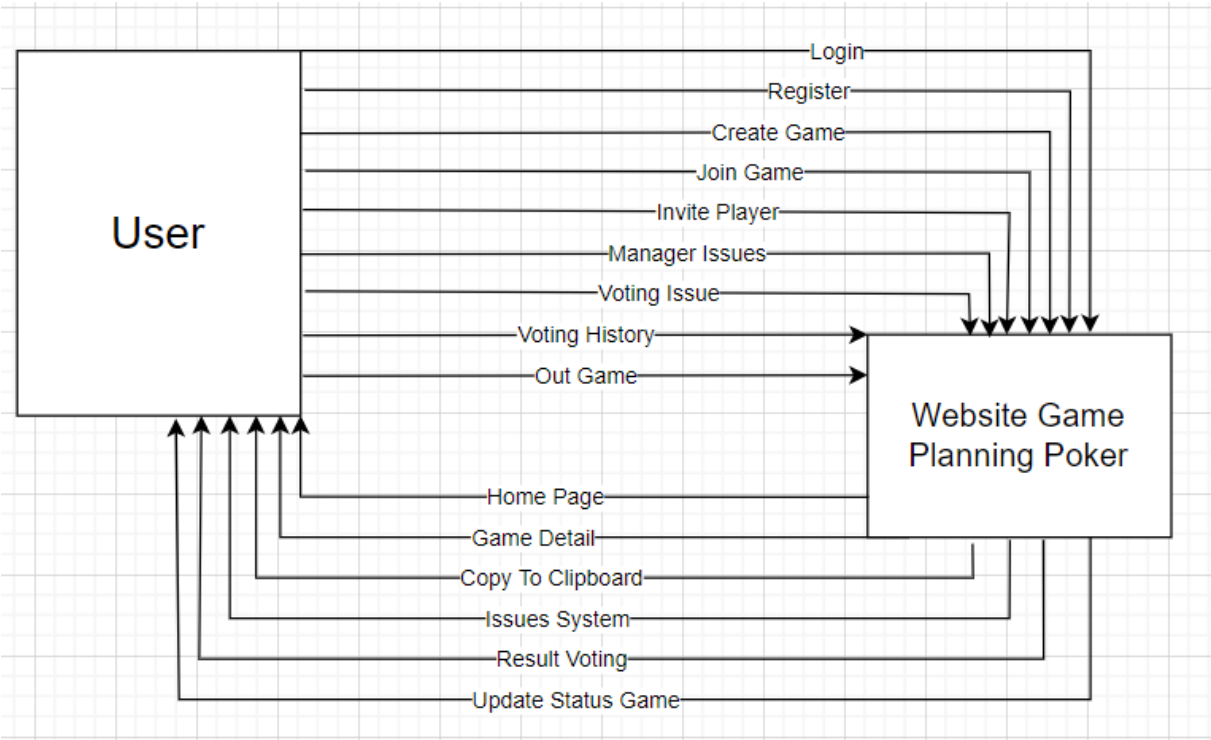 Login
Register
Create Game
Join Game
Invite Player
User
Manager Issues
Voting Issue
Voting History
Out Game
Website Game
Planning Poker
Home Page
Game Detail
Copy To Clipboard
Issues System
Result Voting
Update Status Game